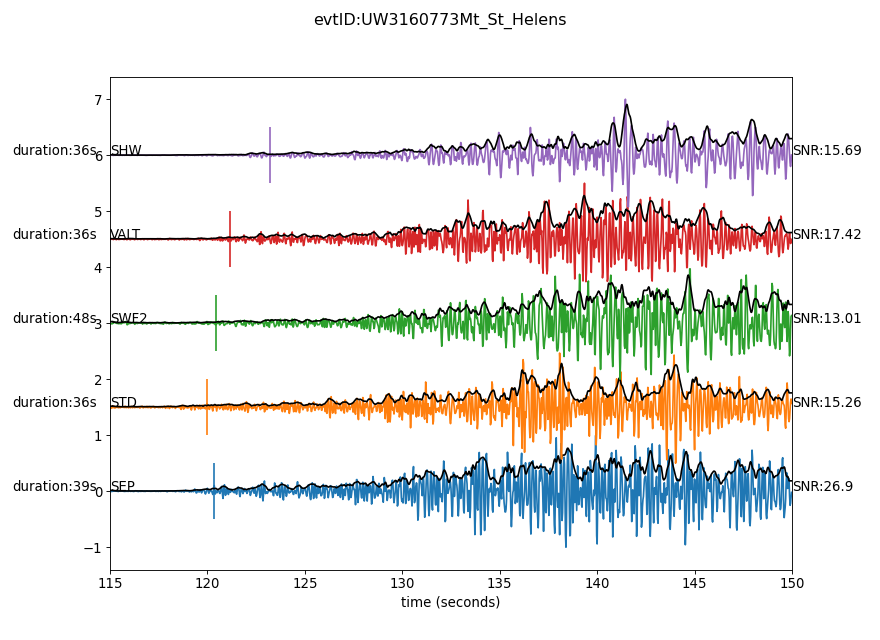 evtID:UW3160773Mt_St_Helens
7
duration:36s
6
SHW
SNR:15.69
5
duration:36s
VALT
SNR:17.42
4
duration:48s
3
SWF2
SNR:13.01
2
duration:36s
STD
SNR:15.26
1
duration:39s
0
SEP
SNR:26.9
−1
115 120 125 130 135 140 145 150
time (seconds)